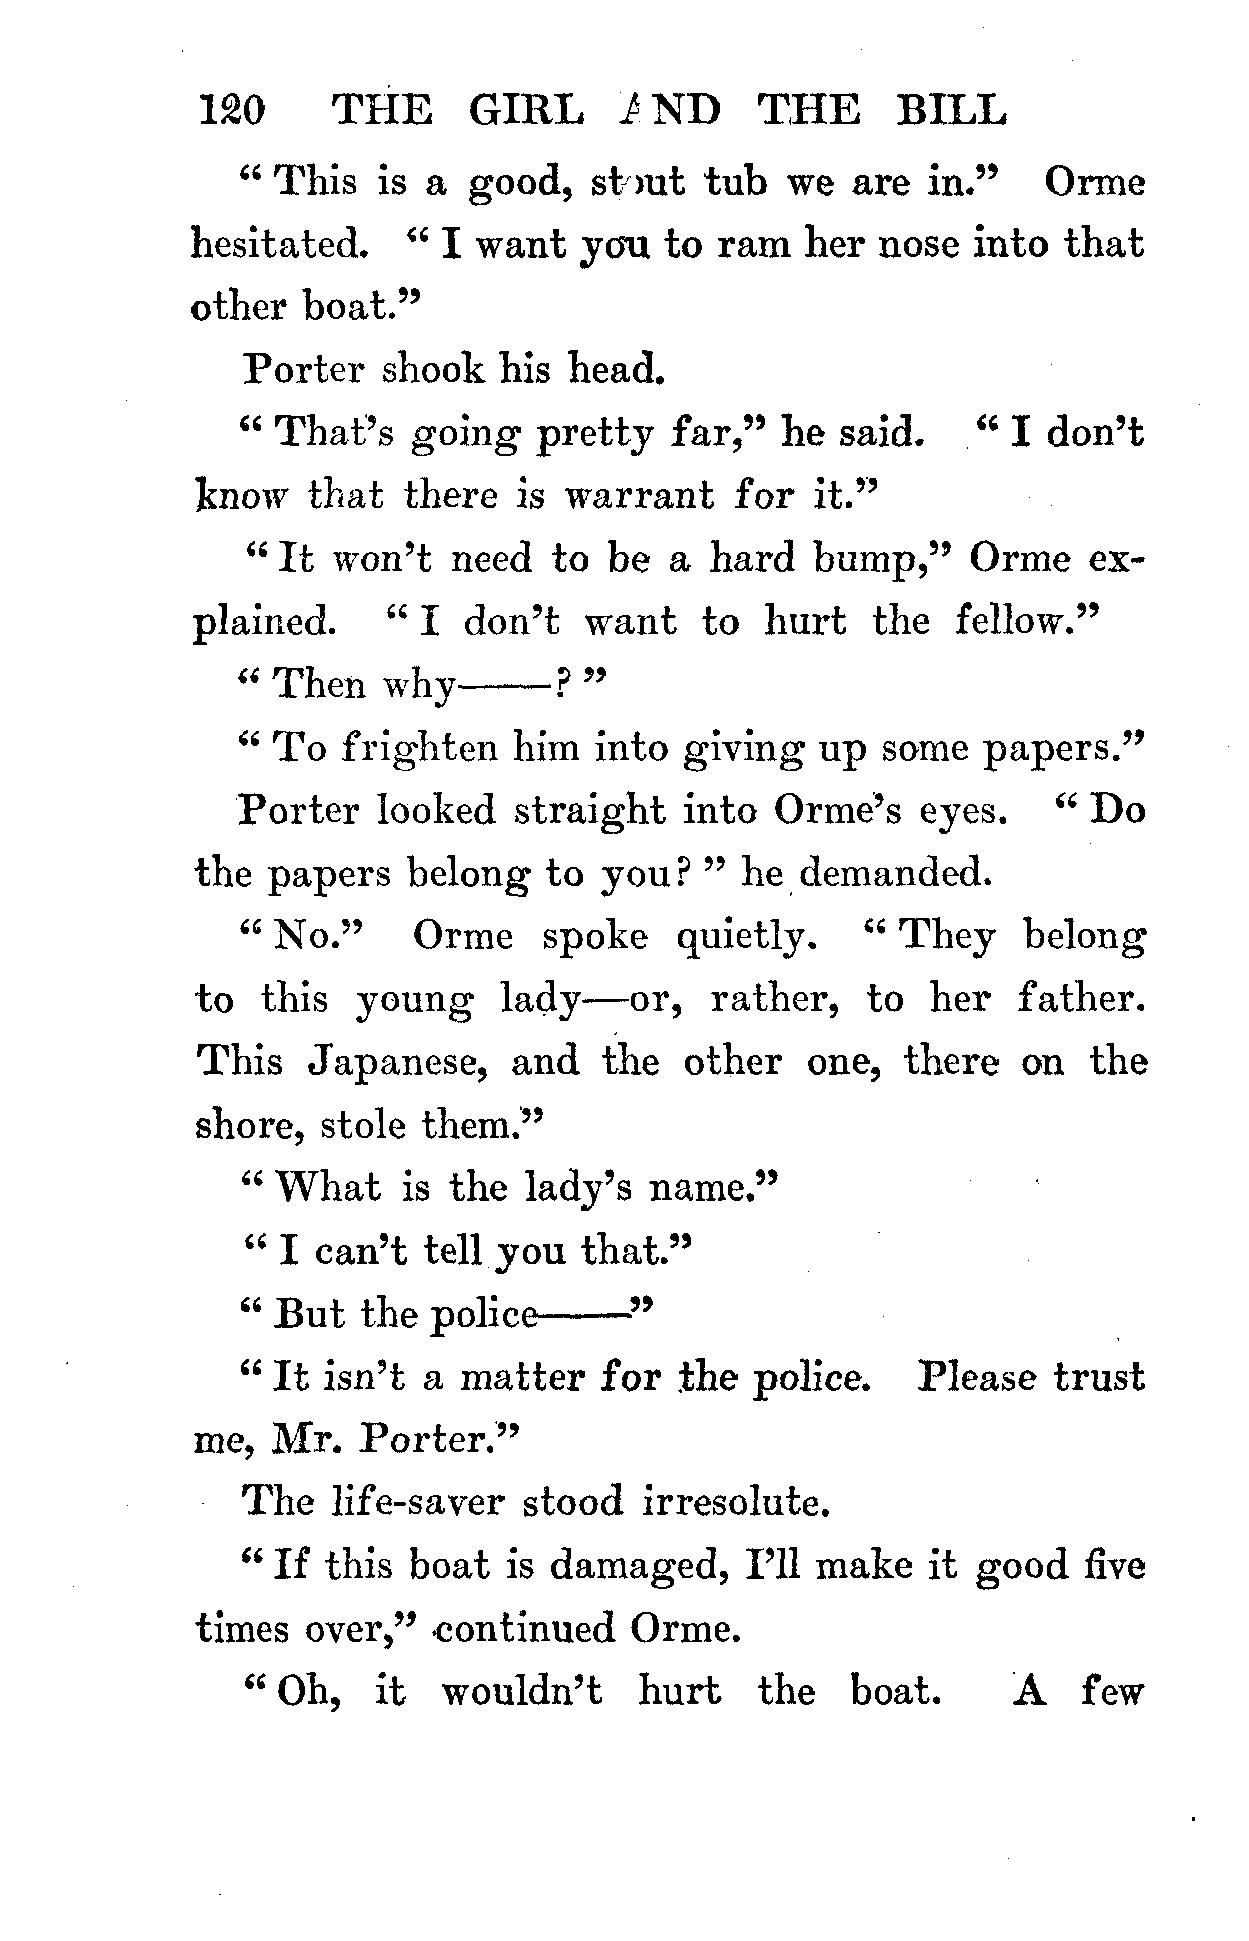 120 THE GIRL AND THE BILL
“ This is a good, stout tub we are in.” Orme
hesitated. “ I want you to ram her nose into that
other boat.”
Porter shook his head.
“ That’s going pretty far,” he said. “ I don’t
know that there is warrant for it.”
“ It won’t need to be a hard bump,” Orme ex-
plained. “ I don’t want to hurt the fellow.”
“ Then why——? ”
“ To frighten him into giving up some papers.”
Porter looked straight into Orme’s eyes. “ Do
the papers belong to you? ” he demanded.
“ No.” Orme spoke quietly. “ They belong
to this young lady—or, rather, to her father.
This Japanese, and the other one, there on the
shore, stole them.”
“ What is the lady’s name.”
“ I can’t tell you that.”
“ But the police——”
“ It isn’t a matter for the police. Please trust
me, Mr. Porter.”
The life-saver stood irresolute.
“ If this boat is damaged, I’ll make it good five
times over,” continued Orme.
“ Oh, it wouldn’t hurt the boat. A few